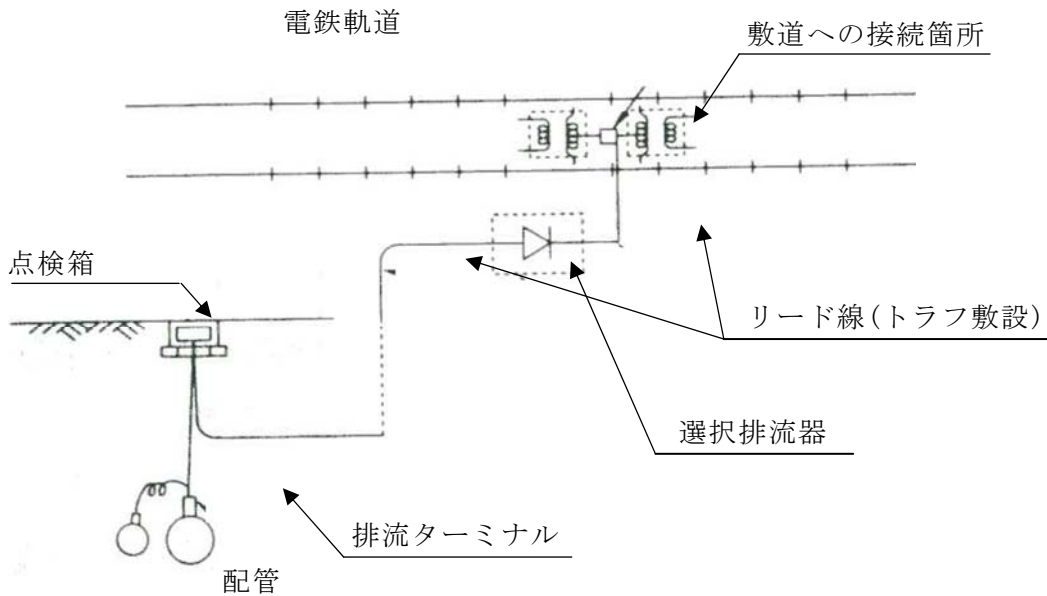 電鉄軌道
敷道への接続箇所
点検箱
リード線(トラフ敷設)
選択排流器
排流ターミナル
配管